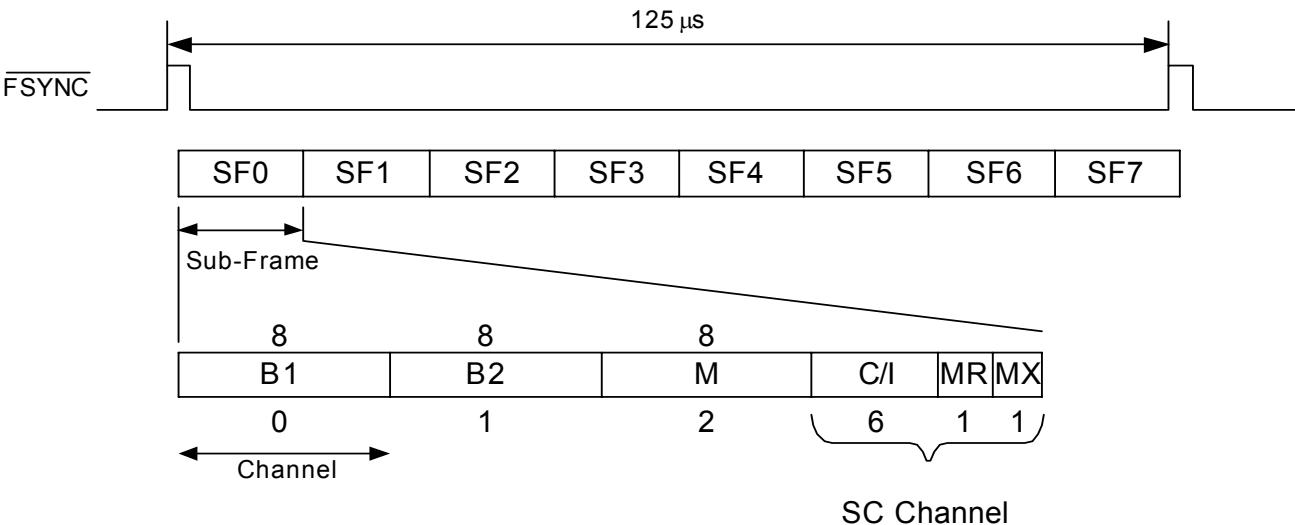 125 μs
FSYNC
SF0 SF1 SF2 SF3 SF4 SF5 SF6 SF7
Sub-Frame
8 8 8
B1 B2 M C/I MR MX
0 1 2 6 1 1
Channel
SC Channel